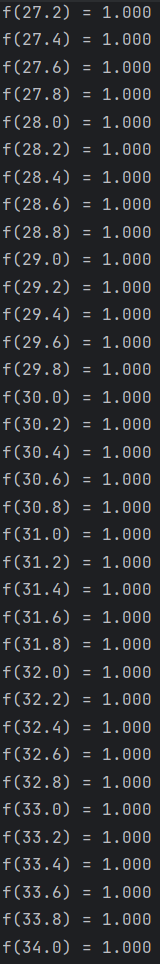 f(27.2) = 1.000
f(27.4) = 1.000
f(27.6) = 1.000
f(27.8) = 1.000
f(28.0) = 1.000
f(28.2) = 1.000
f(28.4) = 1.000
f(28.6) = 1.000
f(28.8) = 1.000
f(29.0) = 1.000
f(29.2) = 1.000
f(29.4) = 1.000
f(29.6) = 1.000
f(29.8) = 1.000
f(30.0) = 1.000
f(30.2) = 1.000
f(30.4) = 1.000
f(30.6) = 1.000
f(30.8) = 1.000
f(31.0) = 1.000
f(31.2) = 1.000
f(31.4) = 1.000
f(31.6) = 1.000
f(31.8) = 1.000
f(32.0) = 1.000
f(32.2) = 1.000
f(32.4) = 1.000
f(32.6) = 1.000
f(32.8) = 1.000
f(33.0) = 1.000
f(33.2) = 1.000
f(33.4) = 1.000
f(33.6) = 1.000
f(33.8) = 1.000
f(34.0) = 1.000